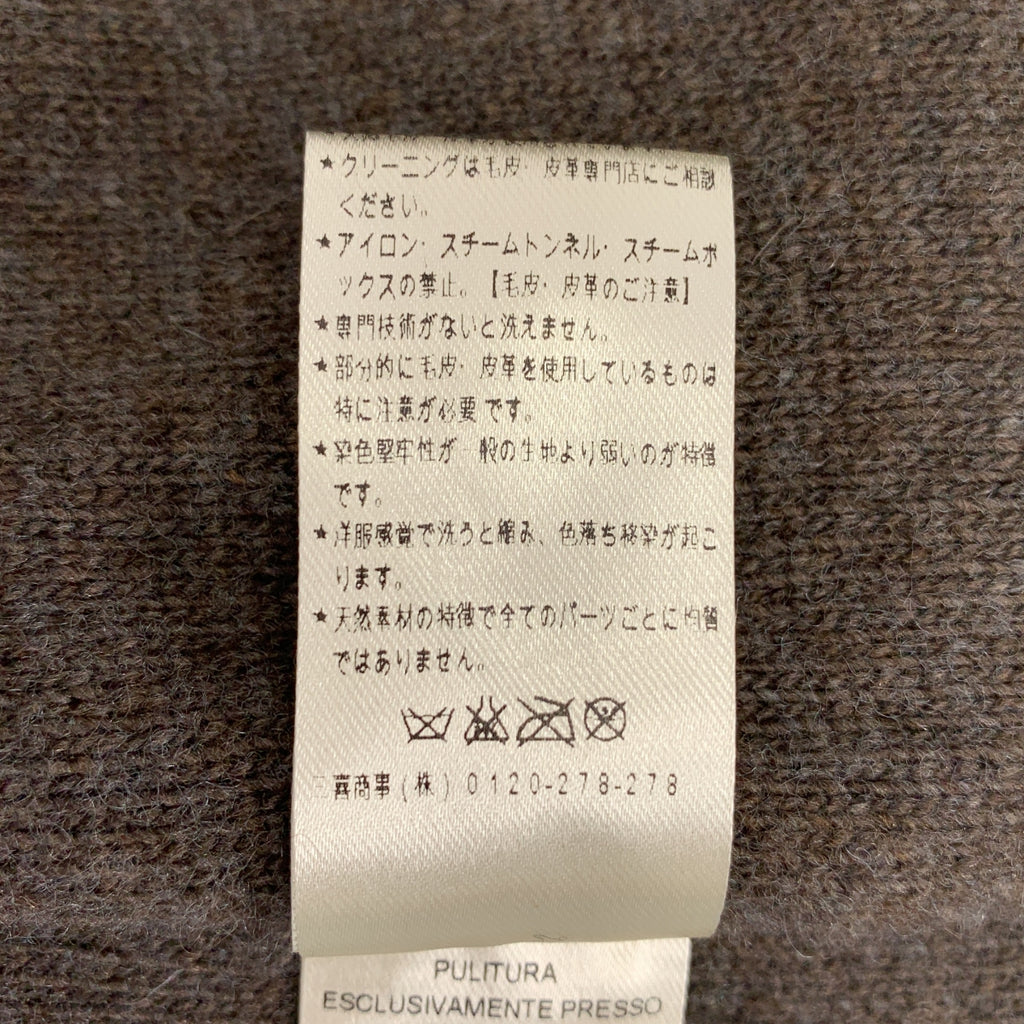 ★クリーニングは毛皮・皮革専門店にご相談
ください。
★アイロン・スチームトンネル・スチームボ
ックスの禁止。【毛皮・皮革のご注意】
★専門技術がないと洗えません。
★部分的に毛皮・皮革を使用しているものは
特に注意が必要です。
★染色堅牢性が一般の生地より弱いのが特徴
です。
★洋服感覚で洗うと縮み、色落ち移染が起こ
ります。
★天然素材の特徴で全てのパーツごとに均質
ではありません。
三喜商事(株)0120-278-278
PULITURA
ESCLUSIVAMENTE PRESSO